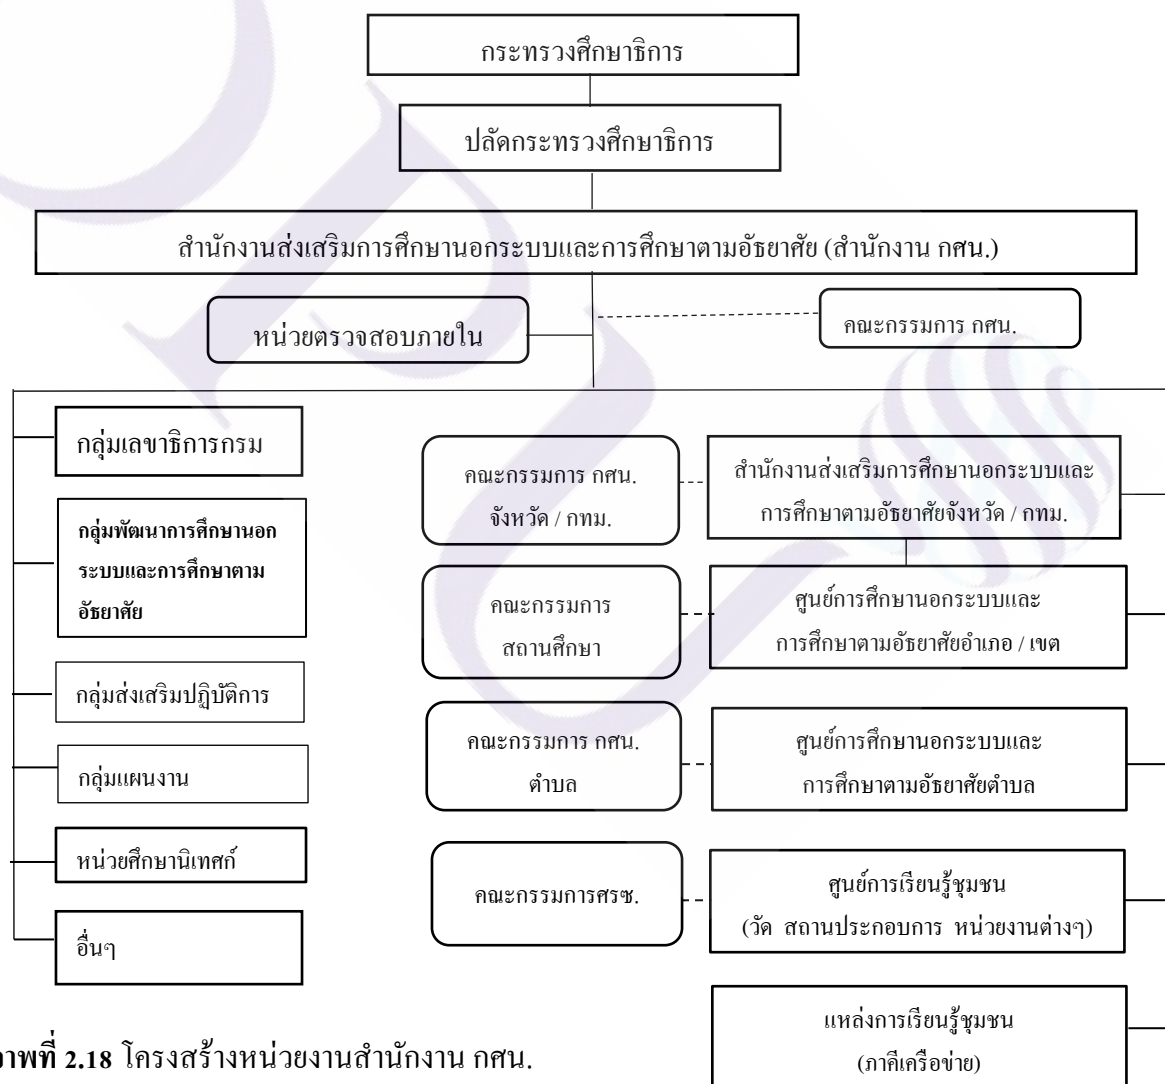 กระทรวงศึกษาธิการ
ปลัดกระทรวงศึกษาธิการ
สำนักงานส่งเสริมการศึกษานอกระบบและการศึกษาตามอัธยาศัย (สำนักงาน กศน.)
หน่วยตรวจสอบภายใน
คณะกรรมการ กศน.
กลุ่มเลขาธิการกรม
กลุ่มพัฒนาการศึกษานอก
ระบบและการศึกษาตาม
อัธยาศัย
กลุ่มส่งเสริมปฏิบัติการ
กลุ่มแผนงาน
หน่วยศึกษานิเทศก์
อื่นๆ
คณะกรรมการ กศน.
จังหวัด / กทม.
สำนักงานส่งเสริมการศึกษานอกระบบและ
การศึกษาตามอัธยาศัยจังหวัด / กทม.
คณะกรรมการ
สถานศึกษา
ศูนย์การศึกษานอกระบบและ
การศึกษาตามอัธยาศัยอำเภอ / เขต
คณะกรรมการ กศน.
ตำบล
ศูนย์การศึกษานอกระบบและ
การศึกษาตามอัธยาศัยตำบล
คณะกรรมการศรซ.
ศูนย์การเรียนรู้ชุมชน
(วัด สถานประกอบการ หน่วยงานต่างๆ)
แหล่งการเรียนรู้ชุมชน
(ภาคีเครือข่าย)
าพที่ 2.18 โครงสร้างหน่วยงานสำนักงาน กศน.